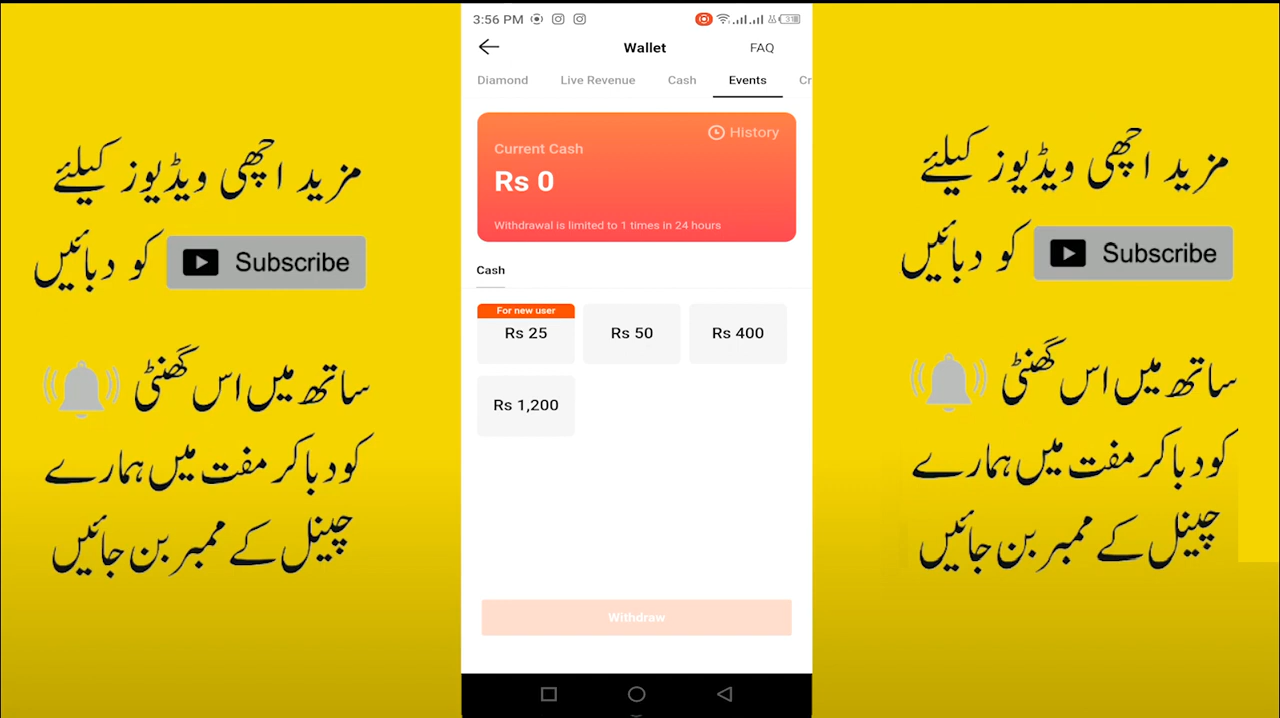 مزید اچھی ویڈیوز کیلئے
Subscribe کو دبائیں
ساتھ میں اس گھنٹی
کو دبا کر مفت میں ہمارے
چینل کے ممبر بن جائیں
3:56 PM
31
Wallet
FAQ
Diamond Live Revenue Cash Events Cr
History
Current Cash
Rs 0
Withdrawal is limited to 1 times in 24 hours
Cash
For new user
Rs 25 Rs 50 Rs 400
Rs 1,200
Withdraw
مزید اچھی ویڈیوز کیلئے
Subscribe کو دبائیں
ساتھ میں اس گھنٹی
کو دبا کر مفت میں ہمارے
چینل کے ممبر بن جائیں